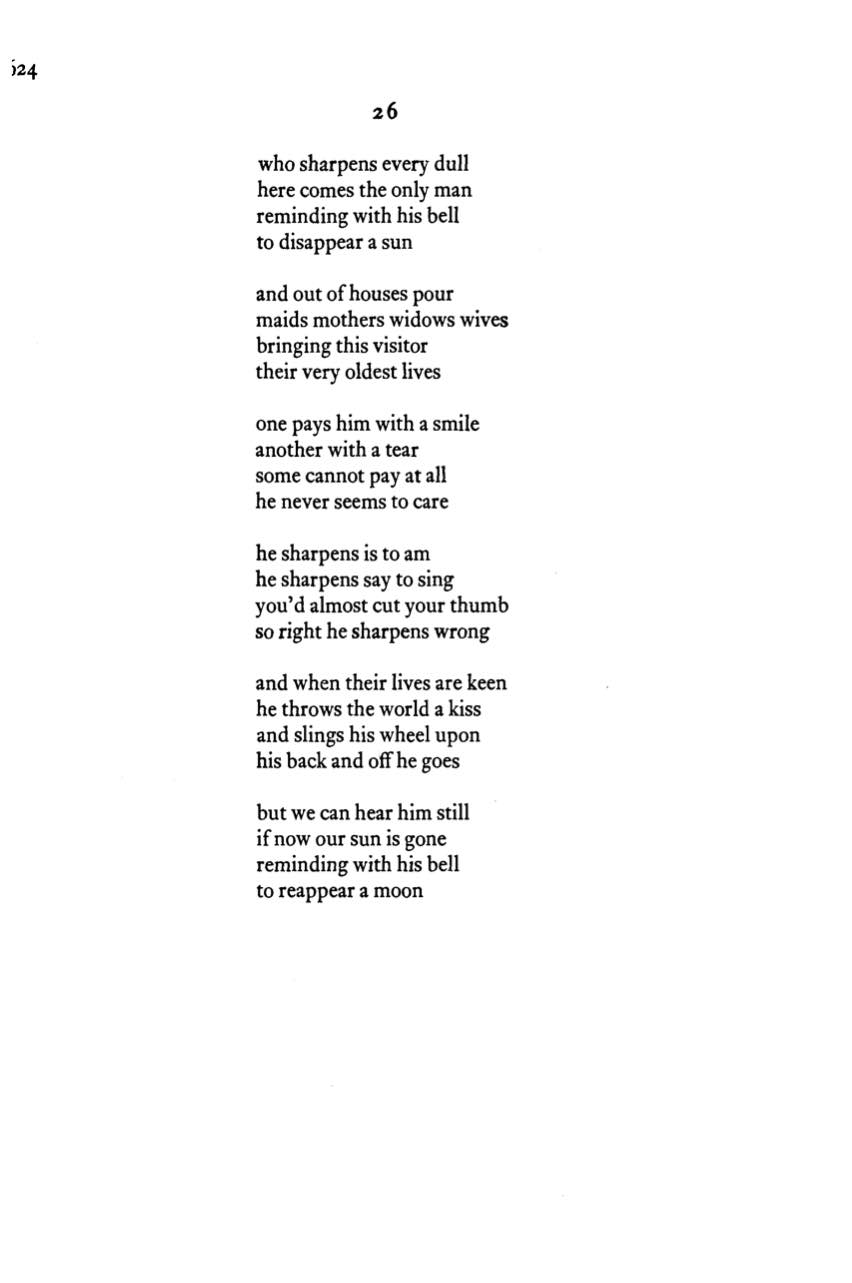 24
26
who sharpens every dull
here comes the only man
reminding with his bell
to disappear a sun
and out of houses pour
maids mothers widows wives
bringing this visitor
their very oldest lives
one pays him with a smile
another with a tear
some cannot pay at all
he never seems to care
he sharpens is to am
he sharpens say to sing
you'd almost cut your thumb
so right he sharpens wrong
and when their lives are keen
he throws the world a kiss
and slings his wheel upon
his back and off he goes
but we can hear him still
if now our sun is gone
reminding with his bell
to reappear a moon